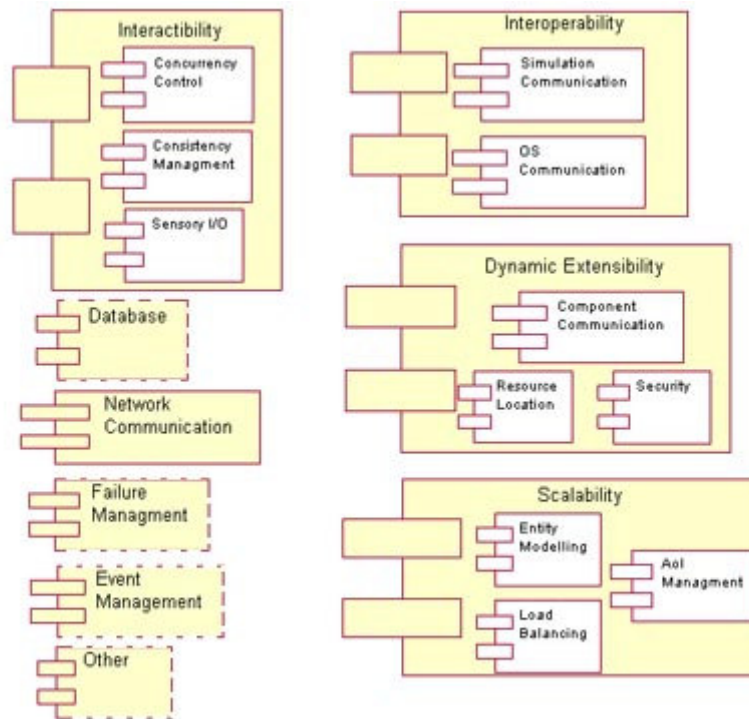 Interactibility
Concurrency
Control
Consistency
Managment
Sensory I/O
Database
Network
Communication
Failure
Managment
Event
Management
Other
Interoperability
Simulation
Communication
OS
Communication
Dynamic Extensibility
Component
Communication
Resource
Location
Security
Scalability
Entity
Modelling
AoI
Managment
Load
Balancing